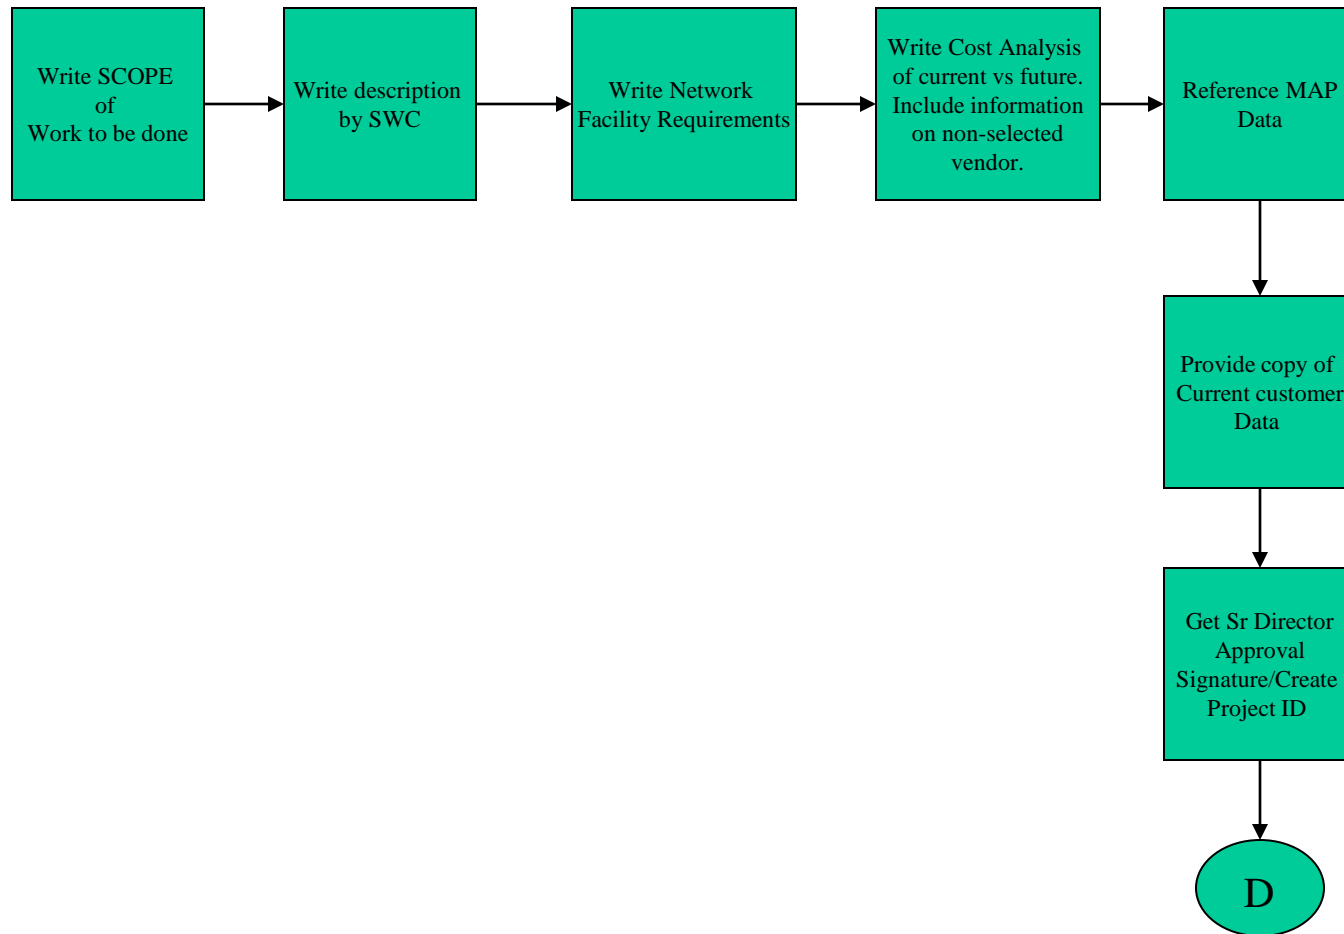 Write SCOPE
of
Work to be done
Write description
by SWC
Write Network
Facility Requirements
Write Cost Analysis
of current vs future.
Include information
on non-selected
vendor.
Reference MAP
Data
Provide copy of
Current customer
Data
Get Sr Director
Approval
Signature/Create
Project ID
D